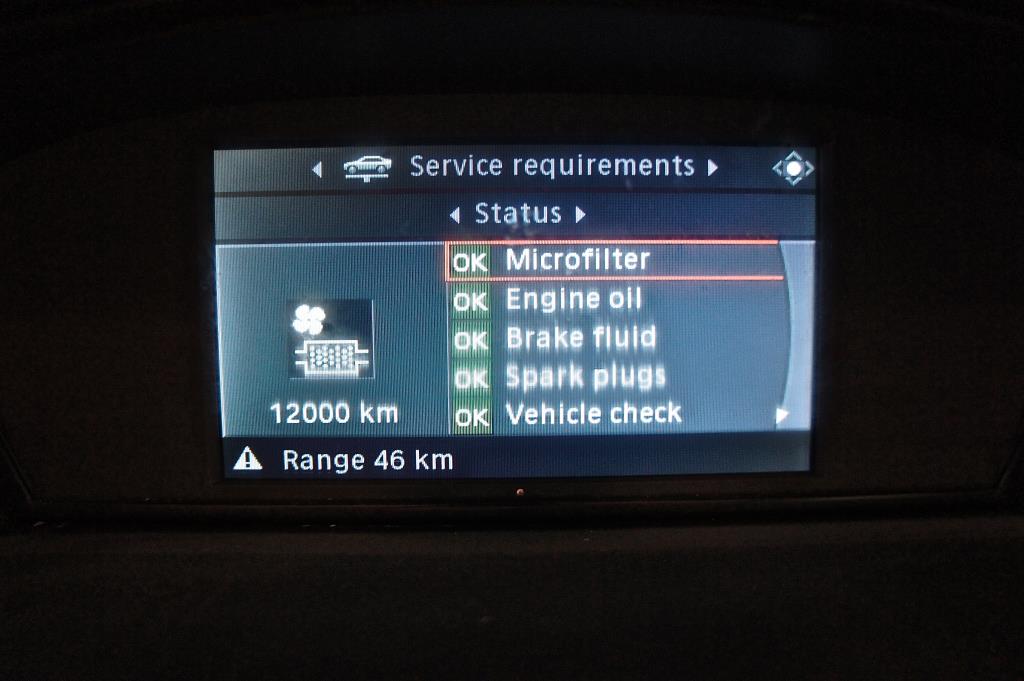 Service requirements
Status
OK Microfilter
OK Engine oil
OK Brake fluid
OK Spark plugs
OK Vehicle check
12000 km
Range 46 km